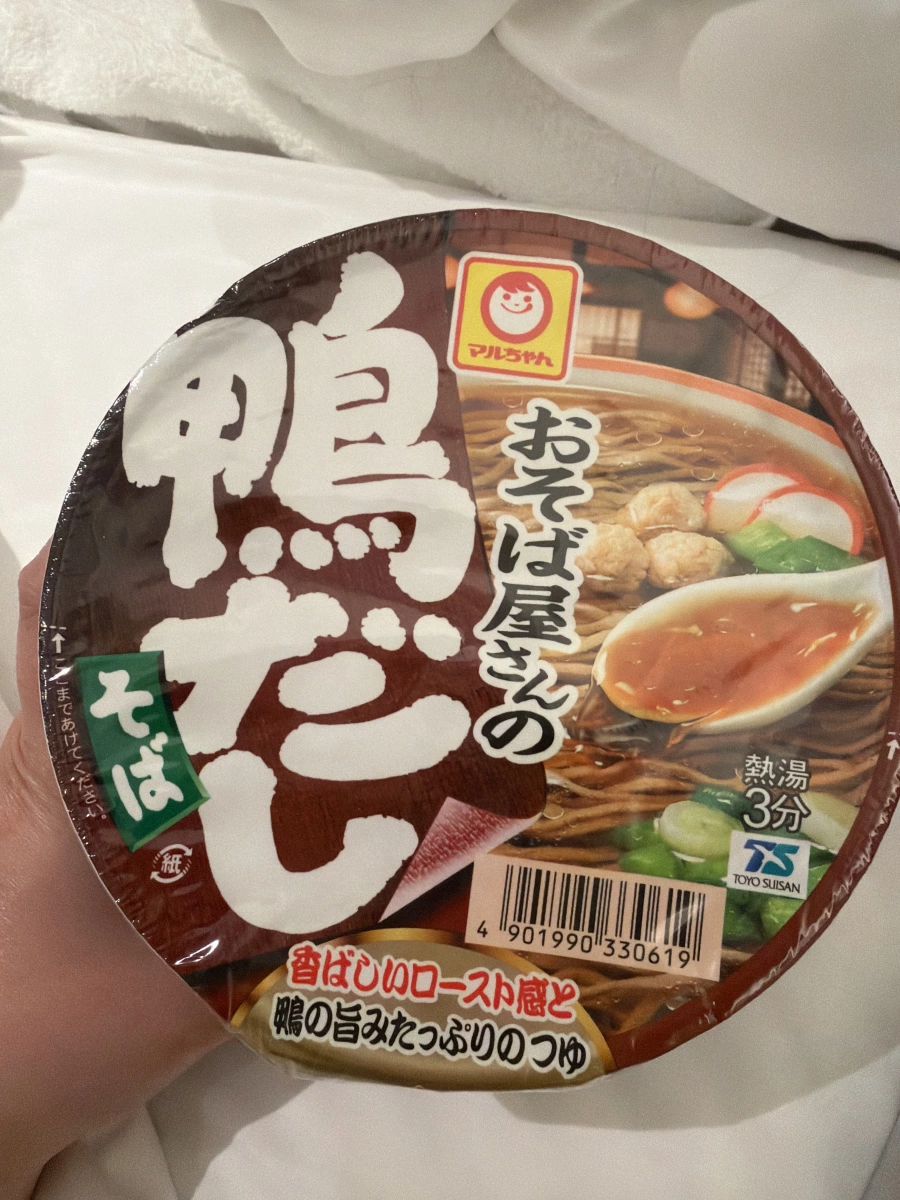 マルちゃん
おそば屋さんの
鴨だし
そば
ここまであけてください。
紙
熱湯
3分
TS
TOYO SUISAN
4 901990 330619
香ばしいロースト感と
鴨の旨みたっぷりのつゆ